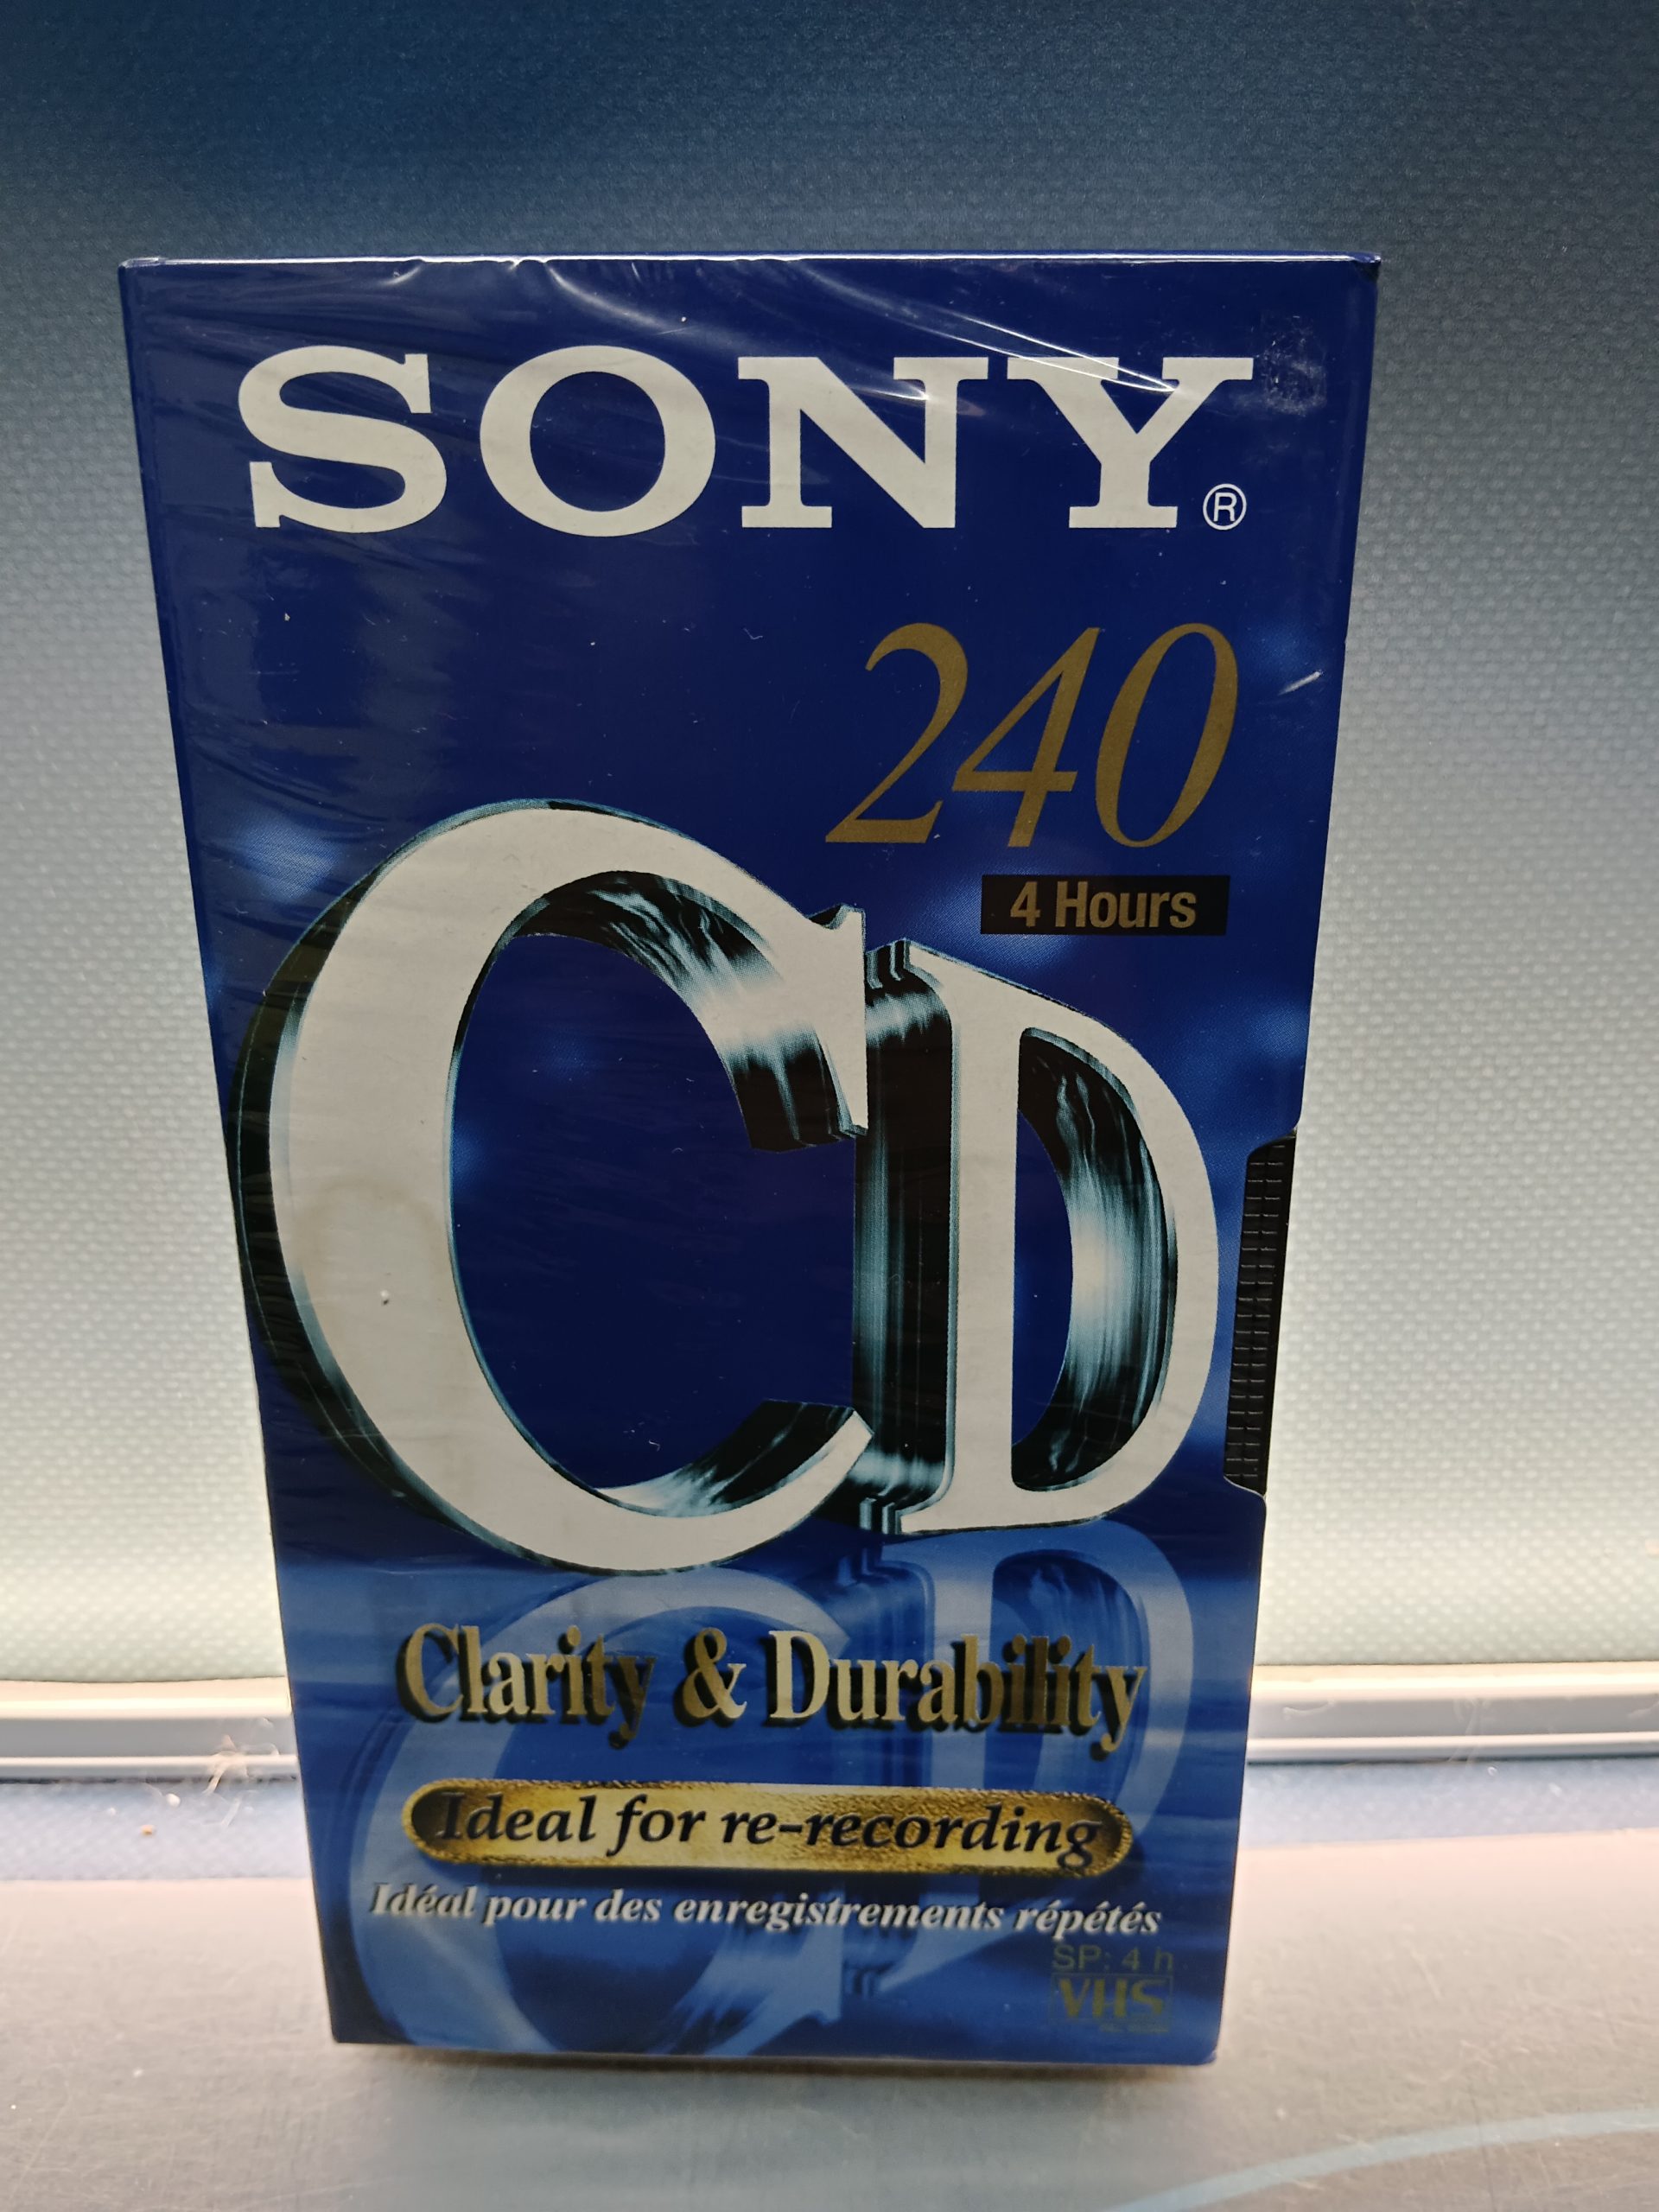 SONY®
240
4 Hours
CD
Clarity & Durability
Ideal for re-recording
Idéal pour des enregistrements répétés
SP: 4 h
VHS